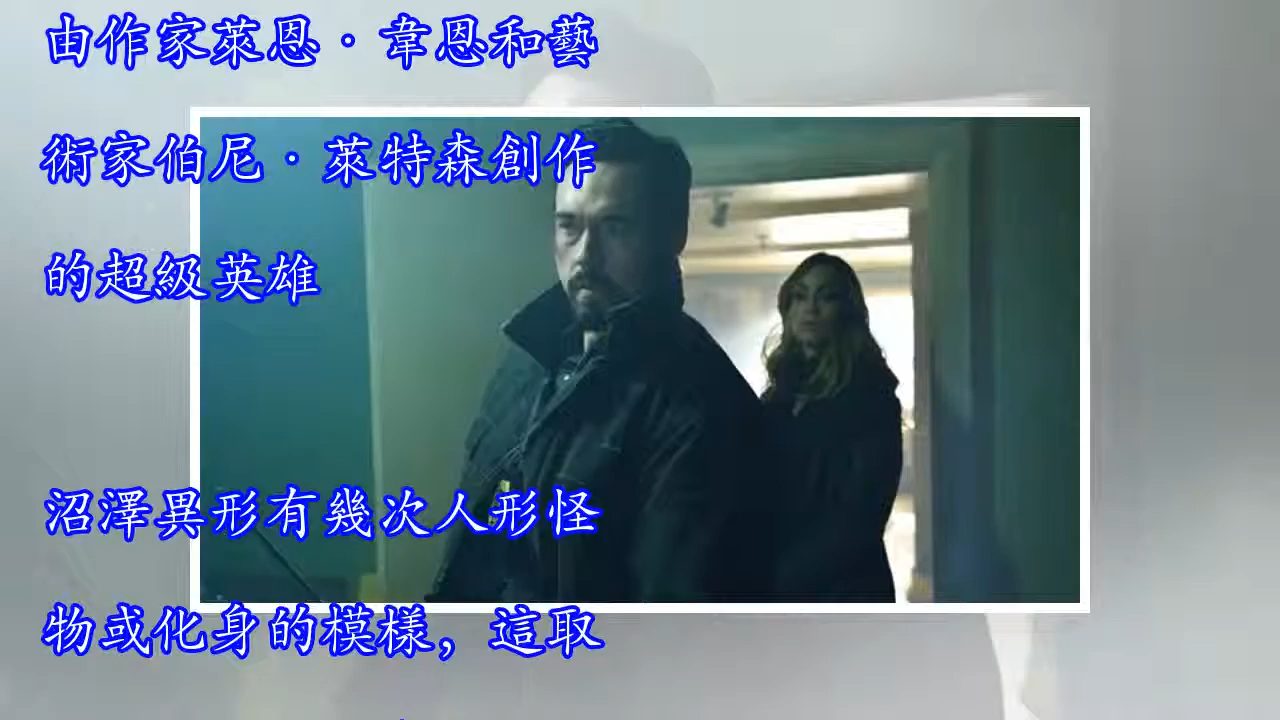 由作家萊恩·韋恩和藝
術家伯尼·萊特森創作
的超級英雄
沼澤異形有幾次人形怪
物或化身的模樣，這取